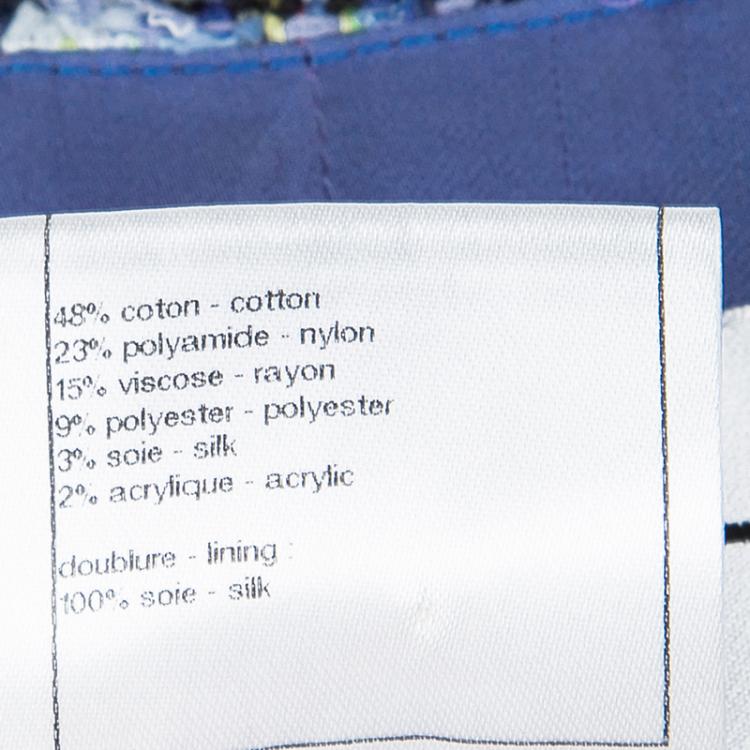 48% coton - cotton
23% polyamide - nylon
15% viscose - rayon
9% polyester - polyester
3% soie - silk
2% acrylique - acrylic
doublure - lining :
100% soie - silk